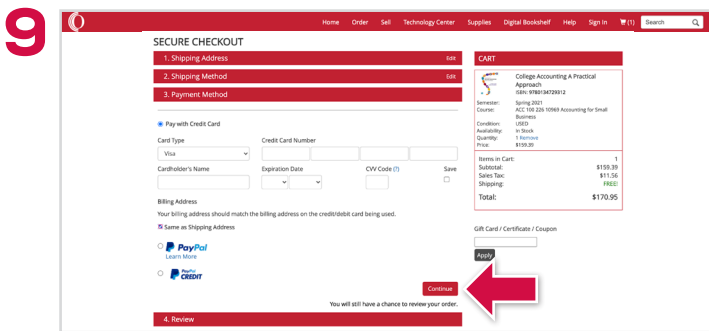 9
Home Order Sell Technology Center Supplies Digital Bookshelf Help Sign In (1) Search
SECURE CHECKOUT
1. Shipping Address Edit
2. Shipping Method Edit
3. Payment Method
Pay with Credit Card
Card Type Credit Card Number
Visa
Cardholder's Name Expiration Date CVV Code (?) Save
Billing Address
Your billing address should match the billing address on the credit/debit card being used.
Same as Shipping Address
PayPal
Learn More
PayPal
CREDIT
Continue
You will still have a chance to review your order.
4. Review
CART
College Accounting A Practical
Approach
ISBN: 9780134729312
Semester: Spring 2021
Course: ACC 100 226 10969 Accounting for Small
Business
Condition: USED
Availability: In Stock
Quantity: 1 Remove
Price: $159.39
Items in Cart: 1
Subtotal: $159.39
Sales Tax: $11.56
Shipping: FREE!
Total: $170.95
Gift Card / Certificate / Coupon
Apply